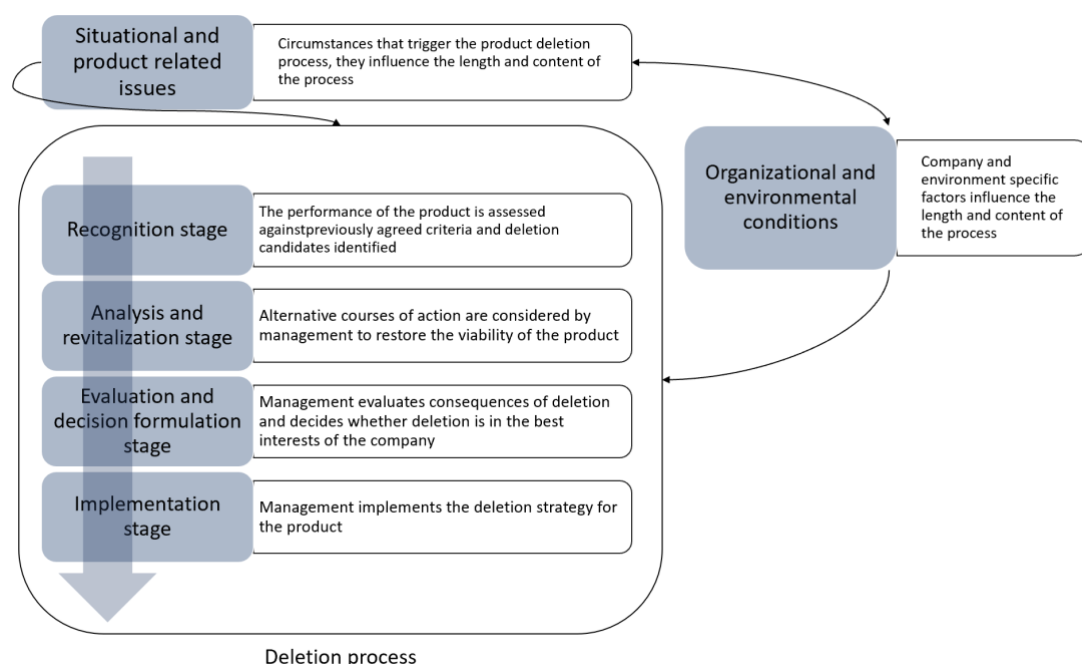 Situational and
product related
issues
Circumstances that trigger the product deletion
process, they influence the length and content of
the process
Organizational and
environmental
conditions
Company and
environment specific
factors influence the
length and content of
the process
Recognition stage
The performance of the product is assessed
againstpreviously agreed criteria and deletion
candidates identified
Analysis and
revitalization stage
Alternative courses of action are considered by
management to restore the viability of the product
Evaluation and
decision formulation
stage
Management evaluates consequences of deletion
and decides whether deletion is in the best
interests of the company
Implementation
stage
Management implements the deletion strategy for
the product
Deletion process